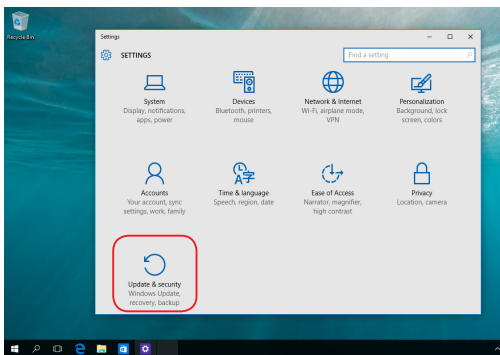 Recycle Bin
Settings
SETTINGS
Find a setting
System
Display, notifications,
apps, power
Devices
Bluetooth, printers,
mouse
Network & Internet
Wi-Fi, airplane mode,
VPN
Personalization
Background, lock
screen, colors
Accounts
Your account, sync
settings, work, family
Time & language
Speech, region, date
Ease of Access
Narrator, magnifier,
high contrast
Privacy
Location, camera
Update & security
Windows Update,
recovery, backup